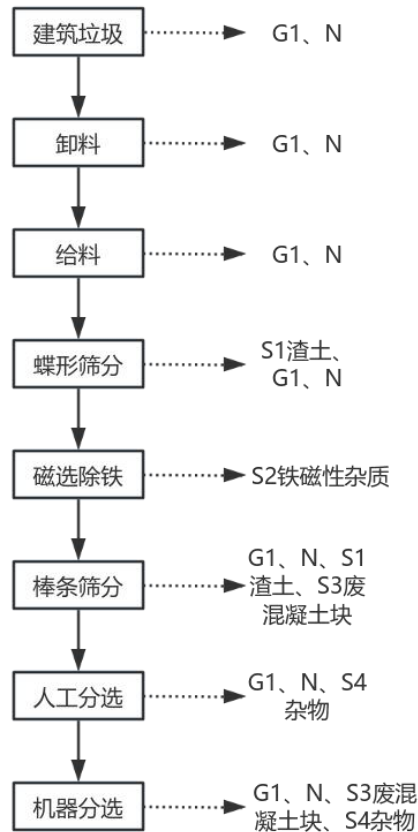 建筑垃圾
G1、N
卸料
G1、N
给料
G1、N
蝶形筛分
S1渣土、
G1、N
磁选除铁
S2铁磁性杂质
棒条筛分
G1、N、S1
渣土、S3废
混凝土块
人工分选
G1、N、S4
杂物
机器分选
G1、N、S3废混
凝土块、S4杂物